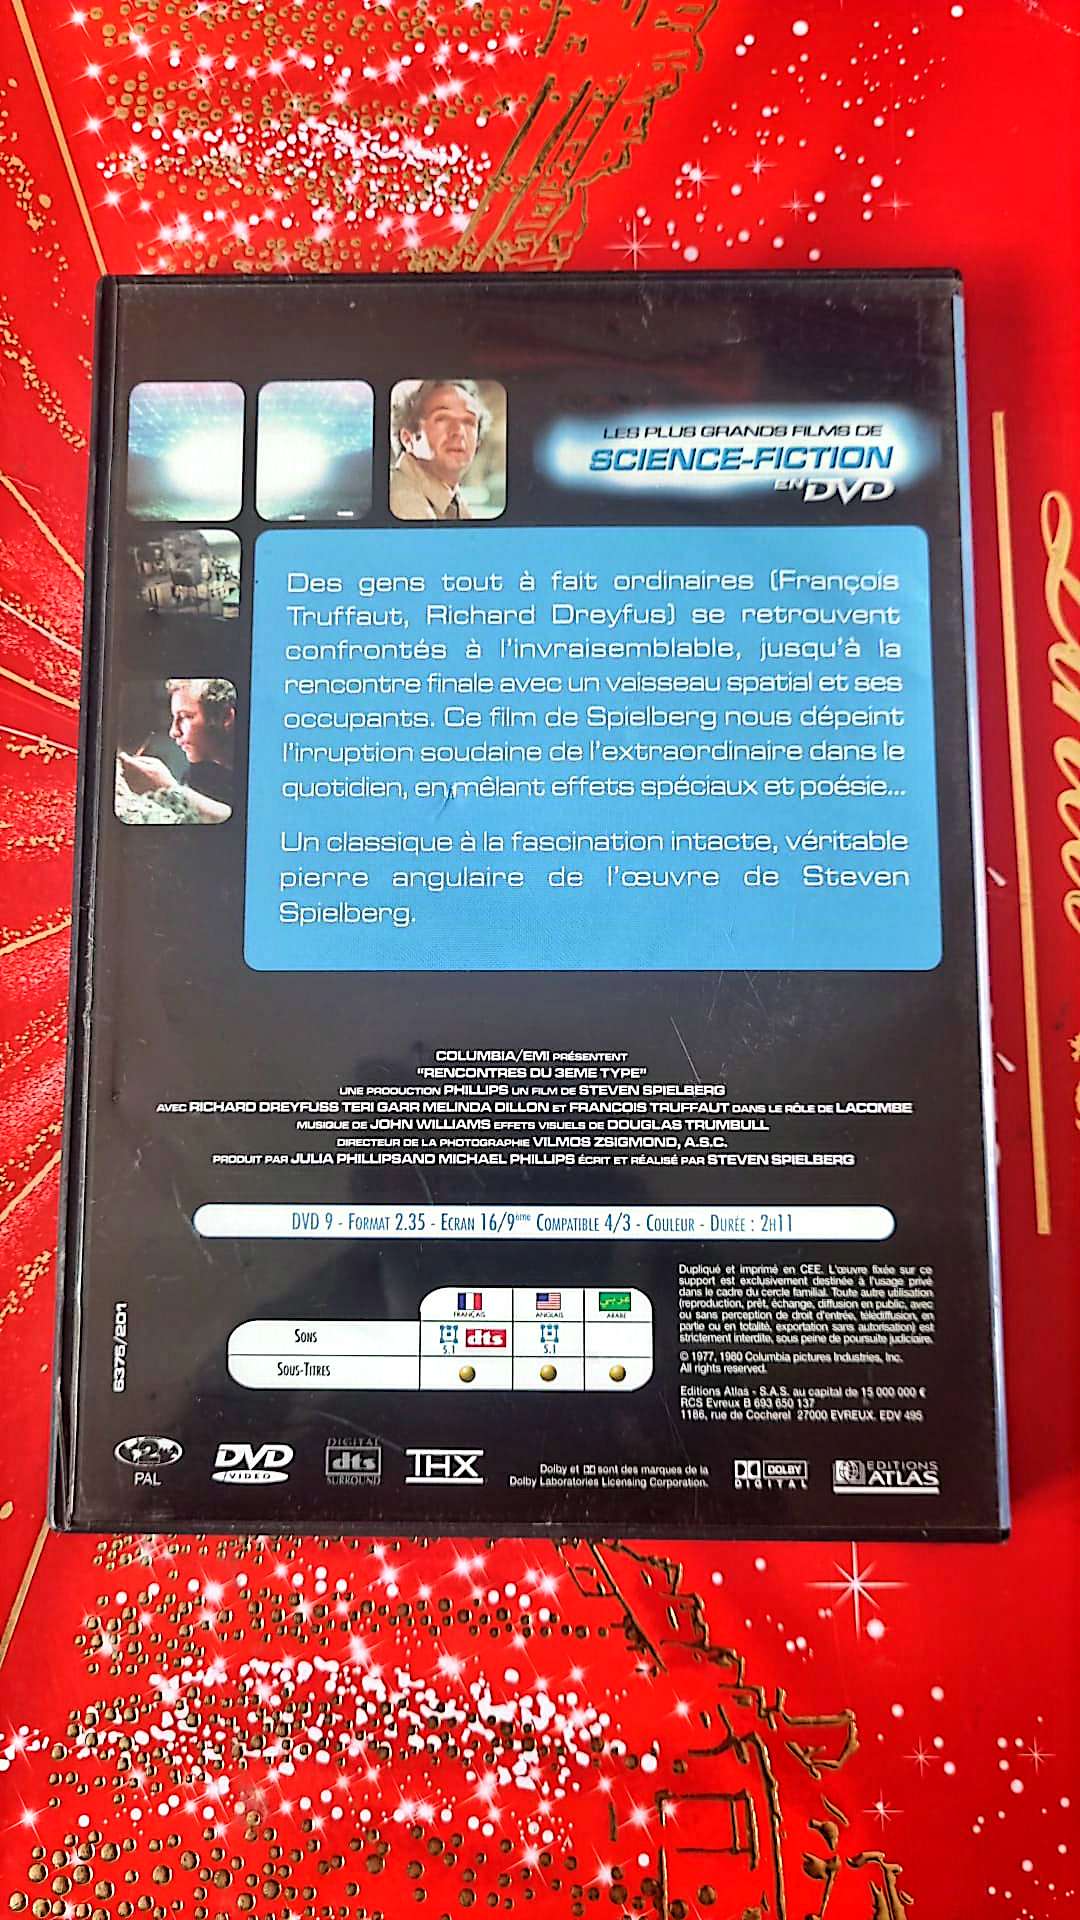 LES PLUS GRANDS FILMS DE
SCIENCE-FICTION
EN DVD
Des gens tout à fait ordinaires (François
Truffaut, Richard Dreyfus) se retrouvent
confrontés à l'invraisemblable, jusqu'à la
rencontre finale avec un vaisseau spatial et ses
occupants. Ce film de Spielberg nous dépeint
l'irruption soudaine de l'extraordinaire dans le
quotidien, en mêlant effets spéciaux et poésie...
Un classique à la fascination intacte, véritable
pierre angulaire de l'œuvre de Steven
Spielberg.
COLUMBIA/EMI PRÉSENTENT
"RENCONTRES DU 3EME TYPE"
UNE PRODUCTION PHILLIPS UN FILM DE STEVEN SPIELBERG
AVEC RICHARD DREYFUSS TERI GARR MELINDA DILLON ET FRANCOIS TRUFFAUT DANS LE RÔLE DE LACOMBE
MUSIQUE DE JOHN WILLIAMS EFFETS VISUELS DE DOUGLAS TRUMBULL
DIRECTEUR DE LA PHOTOGRAPHIE VILMOS ZSIGMOND, A.S.C.
PRODUIT PAR JULIA PHILLIPSAND MICHAEL PHILLIPS ÉCRIT ET RÉALISÉ PAR STEVEN SPIELBERG
DVD 9 - FORMAT 2.35 - ECRAN 16/9ème COMPATIBLE 4/3 - COULEUR - DURÉE : 2H11
FRANÇAIS ANGLAIS عربي ARABE
SONS 5.1 dts 5.1
SOUS-TITRES
Dupliqué et imprimé en CEE. L'œuvre fixée sur ce
support est exclusivement destinée à l'usage privé
dans le cadre du cercle familial. Toute autre utilisation
(reproduction, prêt, échange, diffusion en public, avec
ou sans perception de droit d'entrée, télédiffusion, en
partie ou en totalité, exportation sans autorisation) est
strictement interdite, sous peine de poursuite judiciaire.
© 1977, 1980 Columbia pictures Industries, Inc.
All rights reserved.
Editions Atlas - S.A.S. au capital de 15 000 000 €
RCS Evreux B 693 650 137
1186, rue de Cocherel 27000 EVREUX. EDV 495
6375/201
2
PAL
DVD
VIDEO
DIGITAL
dts
SURROUND
THX
Dolby et DD sont des marques de la
Dolby Laboratories Licensing Corporation.
DOLBY
DIGITAL
EDITIONS
ATLAS